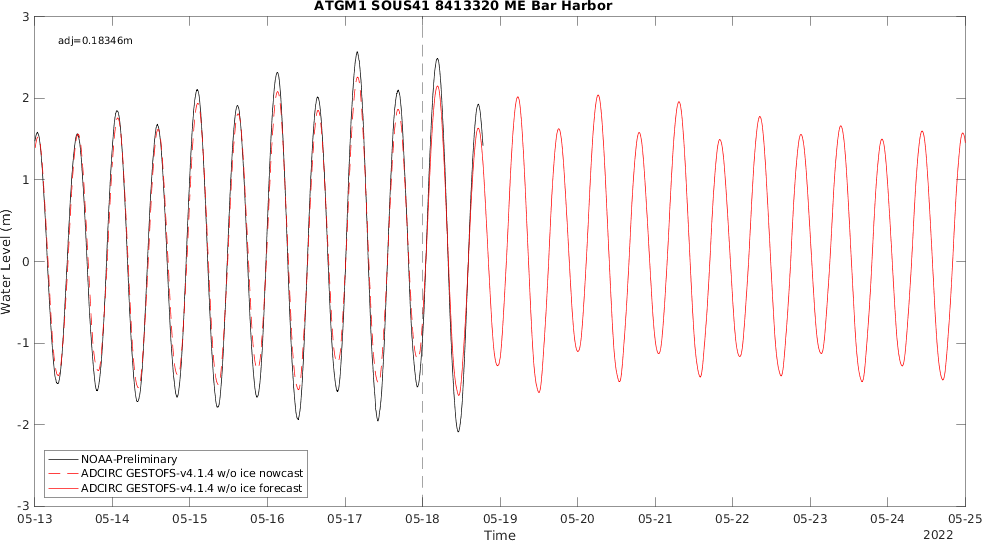 ATGM1 SOUS41 8413320 ME Bar Harbor
adj=0.18346m
Water Level (m)
3
2
1
0
-1
-2
-3
NOAA-Preliminary
ADCIRC GESTOFS-v4.1.4 w/o ice nowcast
ADCIRC GESTOFS-v4.1.4 w/o ice forecast
05-13 05-14 05-15 05-16 05-17 05-18 05-19 05-20 05-21 05-22 05-23 05-24 05-25
Time
2022